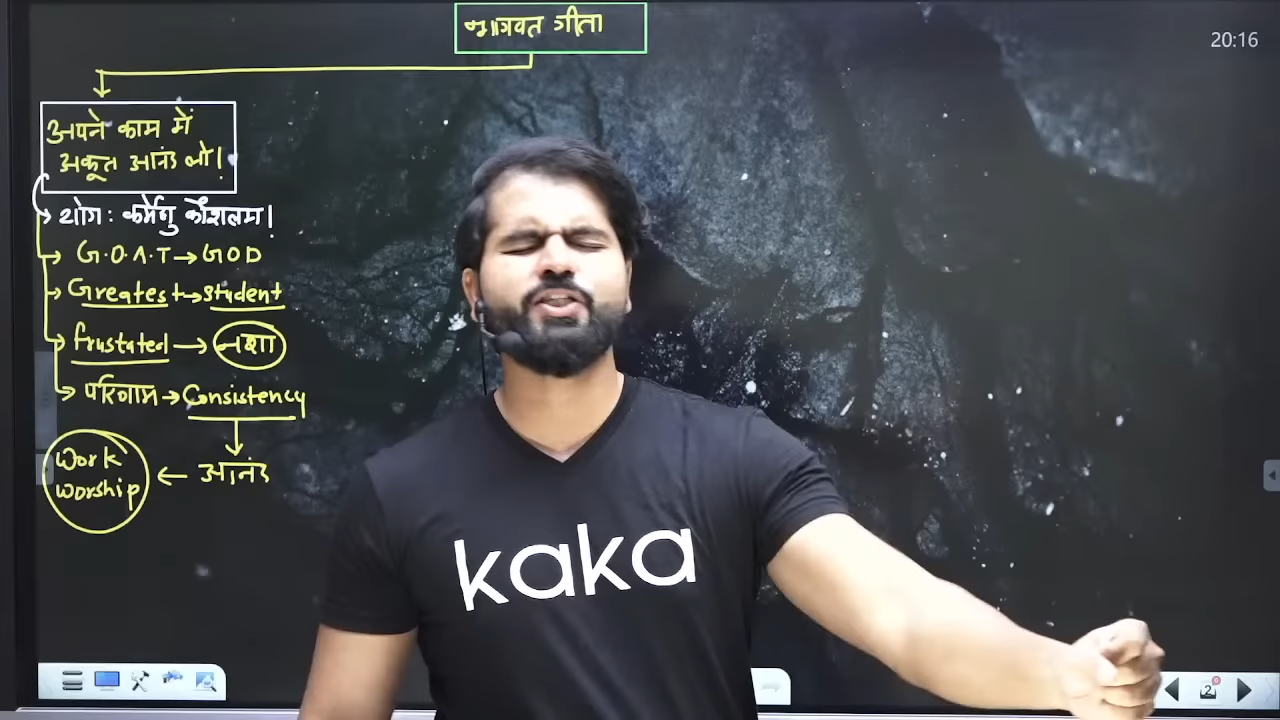 भागवत गीता
20:16
अपने काम में
अकूत आनंद लो!
योग: कर्मेनु कौशलम!
G.O.A.T → GOD
Greatest → student
frustated → नशा
परिणाम → Consistency
आनंद
work
worship
kaka
2